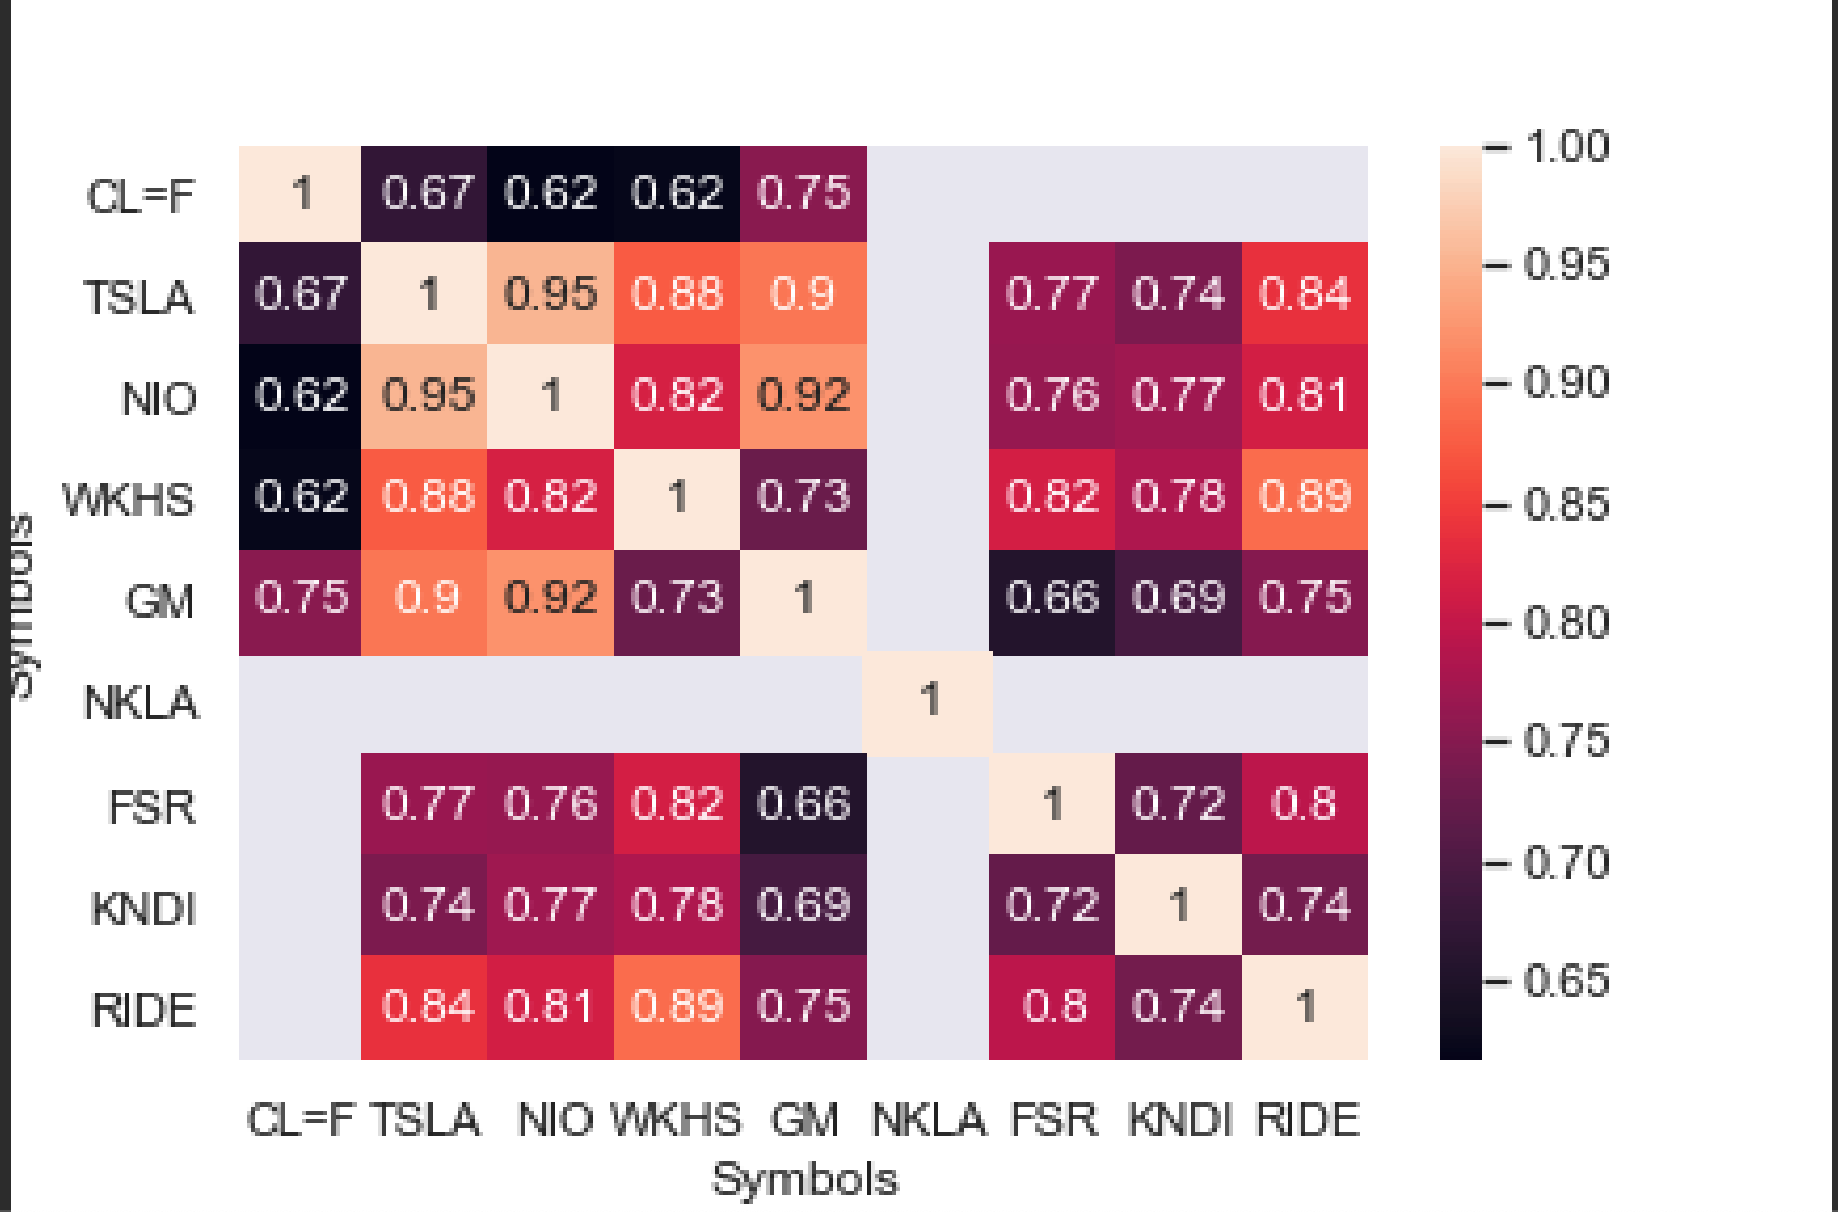 CL=F 1 0.67 0.62 0.62 0.75
TSLA 0.67 1 0.95 0.88 0.9 0.77 0.74 0.84
NIO 0.62 0.95 1 0.82 0.92 0.76 0.77 0.81
WKHS 0.62 0.88 0.82 1 0.73 0.82 0.78 0.89
GM 0.75 0.9 0.92 0.73 1 0.66 0.69 0.75
NKLA 1
FSR 0.77 0.76 0.82 0.66 1 0.72 0.8
KNDI 0.74 0.77 0.78 0.69 0.72 1 0.74
RIDE 0.84 0.81 0.89 0.75 0.8 0.74 1
CL=F TSLA NIO WKHS GM NKLA FSR KNDI RIDE
Symbols
Symbols
1.00
0.95
0.90
0.85
0.80
0.75
0.70
0.65